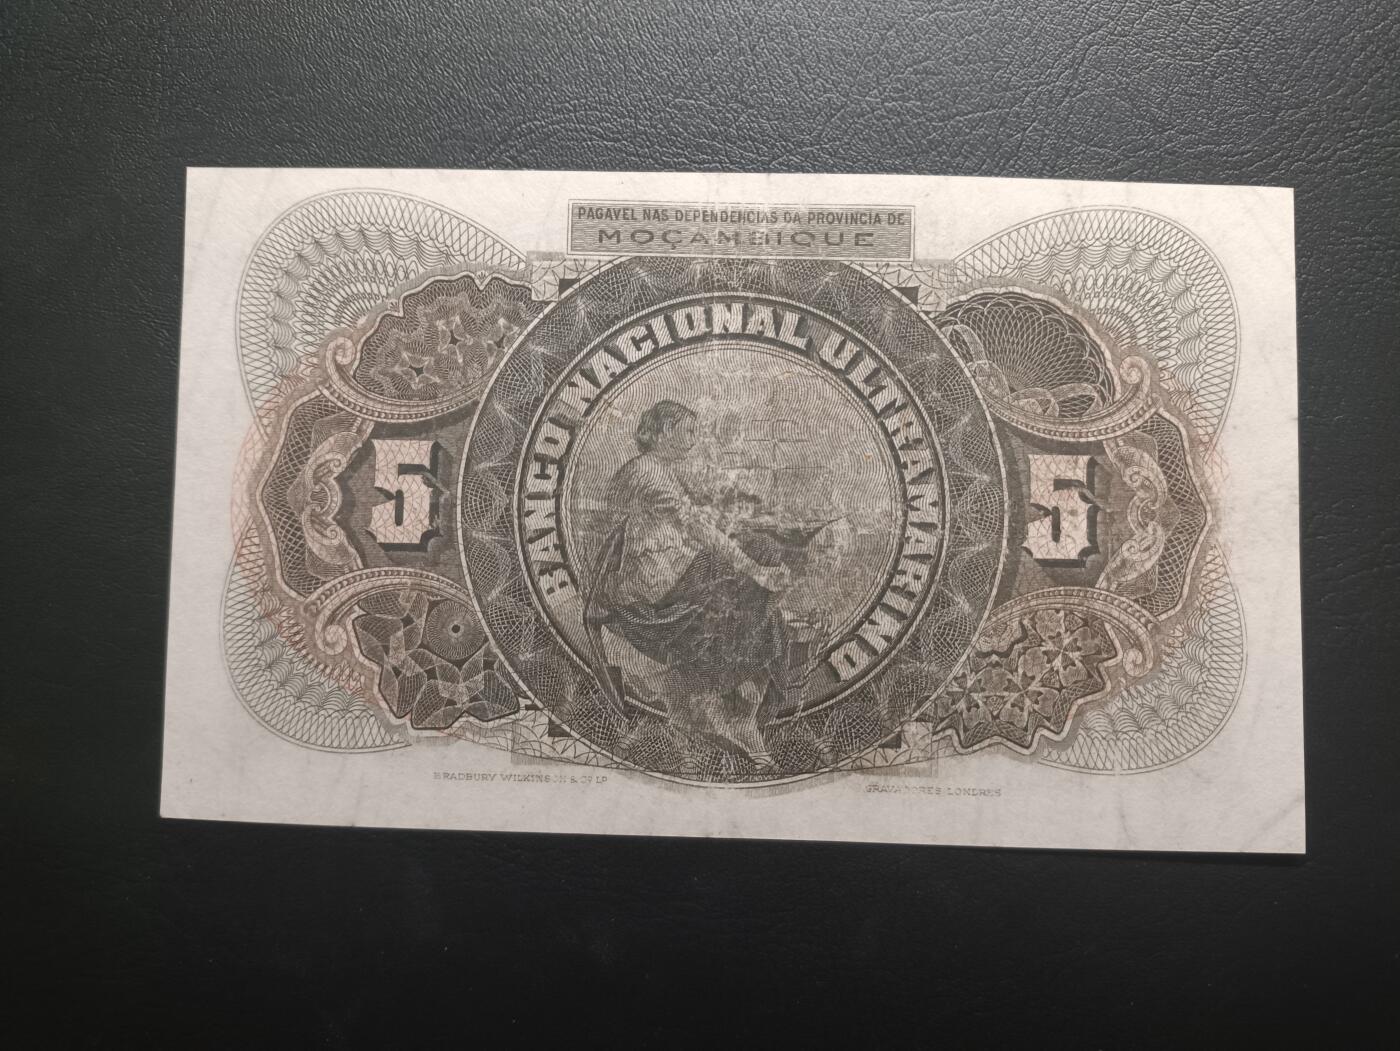 PAGAVEL NAS DEPENDENCIAS DA PROVINCIA DE
MOÇAMBIQUE
BANCO NACIONAL ULTRAMARINO
5
5
BRADBURY WILKINSON & Cº LD
GRAVADORES LONDRES